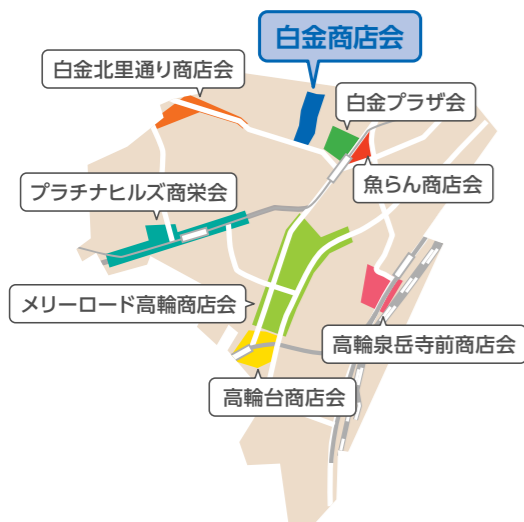 白金商店会
白金北里通り商店会
白金プラザ会
魚らん商店会
プラチナヒルズ商栄会
メリーロード高輪商店会
高輪泉岳寺前商店会
高輪台商店会